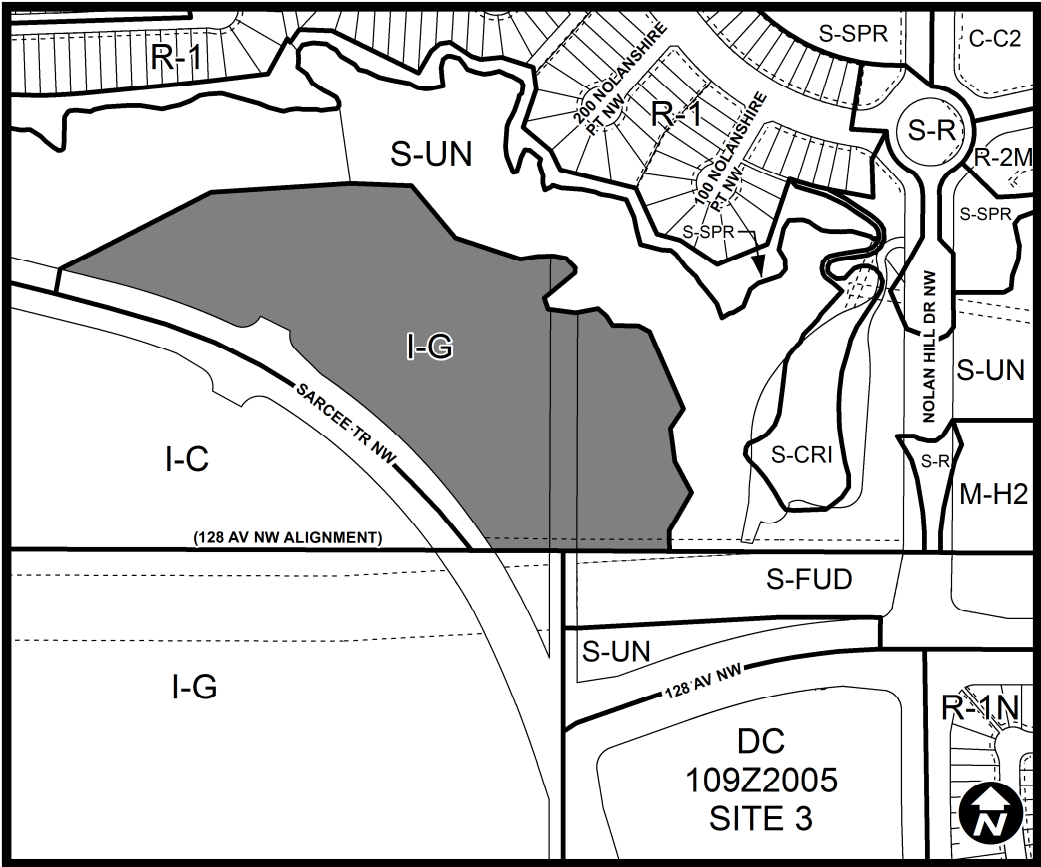 S-SPR
C-C2
R-1
200 NOLANSHIRE
PT NW
R-1
100 NOLANSHIRE
PT NW
S-R
S-UN
R-2M
S-SPR
S-SPR
NOLAN HILL DR NW
I-G
S-UN
SARCEE TR NW
I-C
S-CRI
S-R
M-H2
(128 AV NW ALIGNMENT)
S-FUD
S-UN
128 AV NW
I-G
R-1N
DC
109Z2005
SITE 3
N